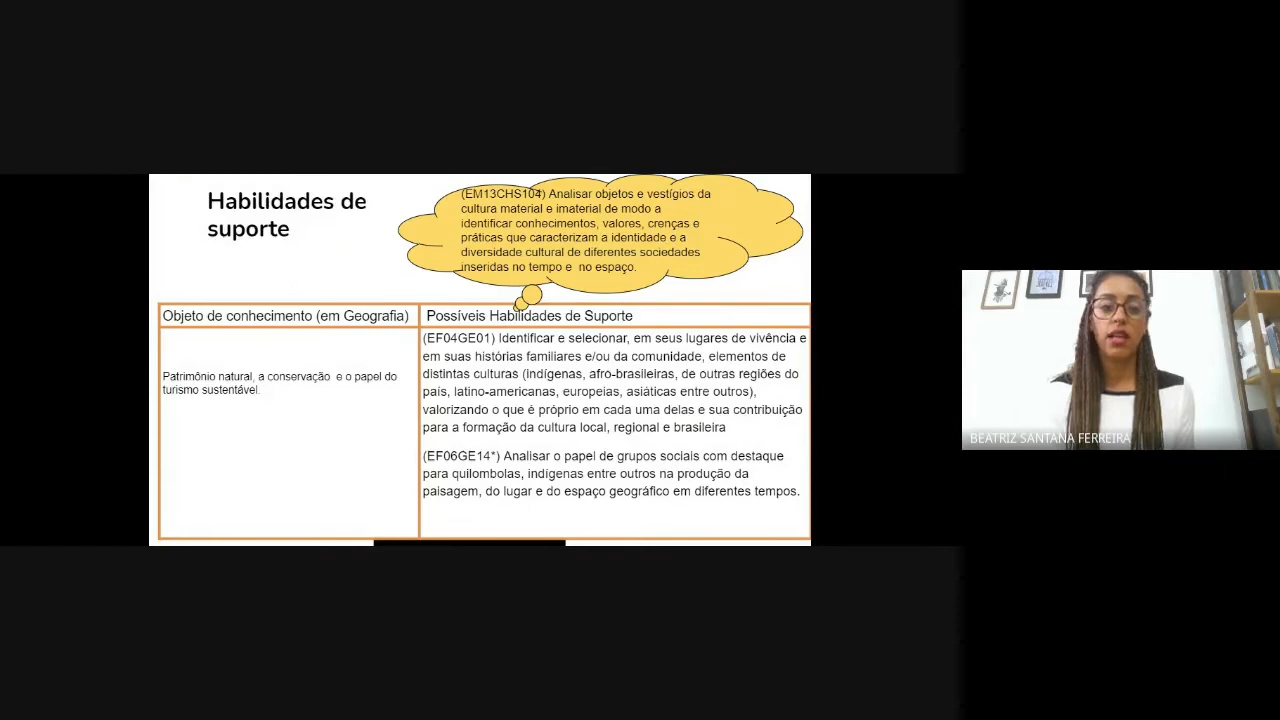 Habilidades de
suporte
(EM13CHS104) Analisar objetos e vestígios da
cultura material e imaterial de modo a
identificar conhecimentos, valores, crenças e
práticas que caracterizam a identidade e a
diversidade cultural de diferentes sociedades
inseridas no tempo e no espaço.
Objeto de conhecimento (em Geografia)
Possíveis Habilidades de Suporte
Patrimônio natural, a conservação e o papel do
turismo sustentável.
(EF04GE01) Identificar e selecionar, em seus lugares de vivência e
em suas histórias familiares e/ou da comunidade, elementos de
distintas culturas (indígenas, afro-brasileiras, de outras regiões do
país, latino-americanas, europeias, asiáticas entre outros),
valorizando o que é próprio em cada uma delas e sua contribuição
para a formação da cultura local, regional e brasileira
(EF06GE14*) Analisar o papel de grupos sociais com destaque
para quilombolas, indígenas entre outros na produção da
paisagem, do lugar e do espaço geográfico em diferentes tempos.
BEATRIZ SANTANA FERREIRA